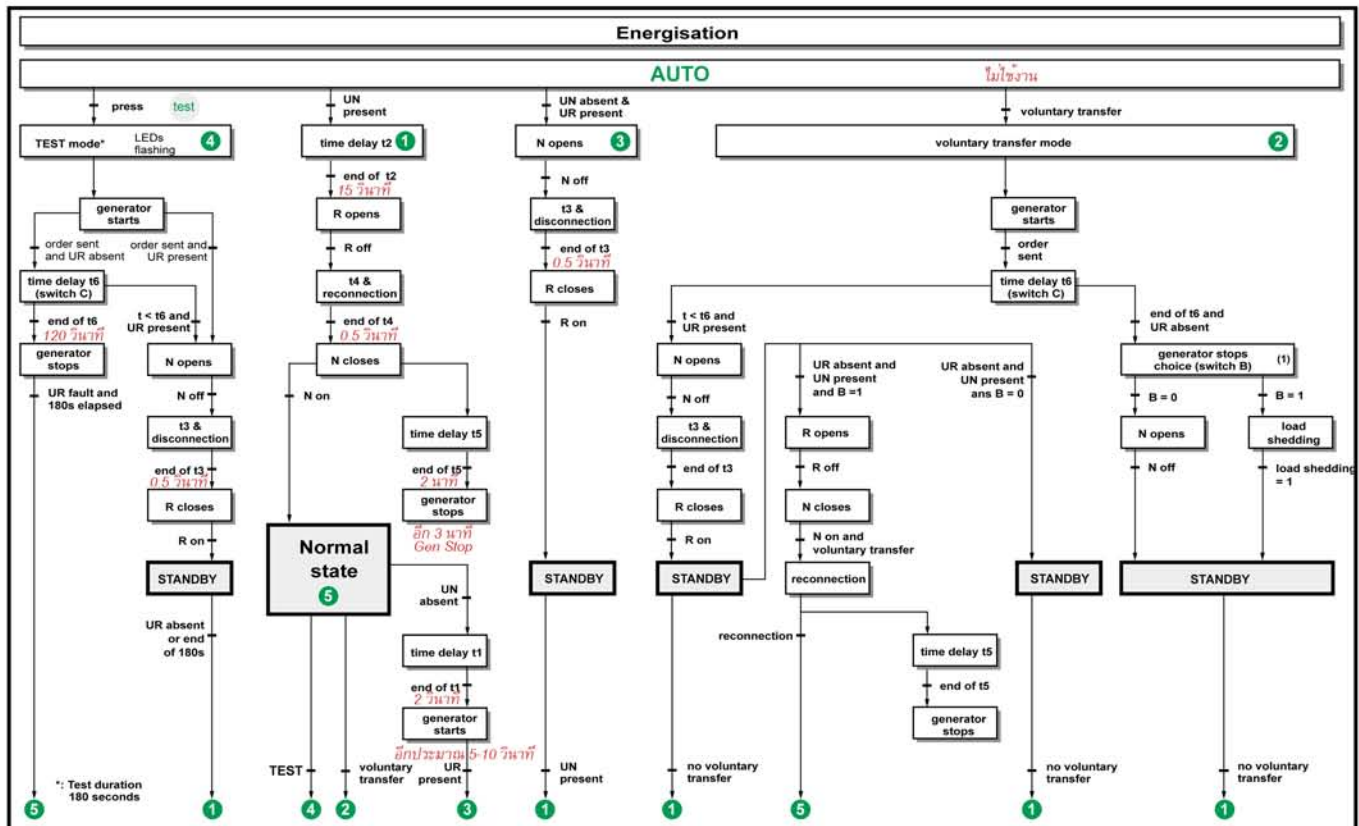 Energisation
AUTO
ไม่ใช้งาน
press
test
TEST mode*
LEDs
flashing
4
generator
starts
order sent
and UR absent
order sent and
UR present
time delay t6
(switch C)
end of t6
120 วินาที
generator
stops
t < t6 and
UR present
N opens
UR fault and
180s elapsed
N off
t3 &
disconnection
end of t3
0.5 วินาที
R closes
R on
STANDBY
UR absent
or end
of 180s
*: Test duration
180 seconds
5
1
UN
present
time delay t2
1
end of t2
15 วินาที
R opens
R off
t4 &
reconnection
end of t4
0.5 วินาที
N closes
N on
time delay t5
end of t5
2 นาที
generator
stops
อีก 3 นาที
Gen Stop
Normal
state
5
UN
absent
time delay t1
end of t1
2 วินาที
generator
starts
อีกประมาณ 5-10 วินาที
TEST
voluntary
transfer
UR
present
4
2
3
UN absent &
UR present
N opens
3
N off
t3 &
disconnection
end of t3
0.5 วินาที
R closes
R on
STANDBY
UN
present
1
voluntary transfer
voluntary transfer mode
2
generator
starts
order
sent
time delay t6
(switch C)
t < t6 and
UR present
end of t6 and
UR absent
N opens
N off
t3 &
disconnection
end of t3
R closes
R on
STANDBY
no voluntary
transfer
1
UR absent and
UN present
and B =1
R opens
R off
N closes
N on and
voluntary transfer
reconnection
reconnection
time delay t5
end of t5
generator
stops
5
UR absent and
UN present
ans B = 0
STANDBY
no voluntary
transfer
1
generator stops
choice (switch B)
(1)
B = 0
B = 1
N opens
load
shedding
N off
load shedding
= 1
STANDBY
no voluntary
transfer
1